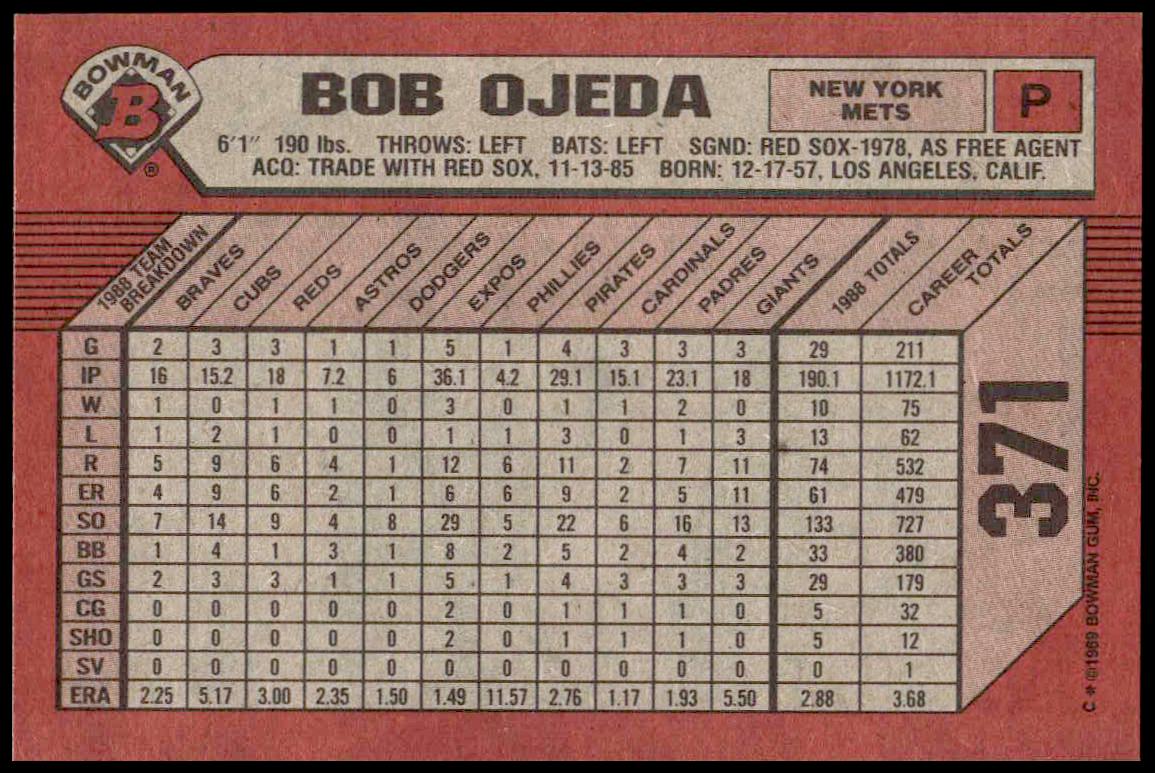 BOWMAN
B
®
BOB OJEDA
NEW YORK
METS
P
6'1" 190 lbs. THROWS: LEFT BATS: LEFT SGND: RED SOX-1978, AS FREE AGENT
ACQ: TRADE WITH RED SOX, 11-13-85 BORN: 12-17-57, LOS ANGELES, CALIF.
1988 TEAM BREAKDOWN BRAVES CUBS REDS ASTROS DODGERS EXPOS PHILLIES PIRATES CARDINALS PADRES GIANTS 1988 TOTALS CAREER TOTALS
G 2 3 3 1 1 5 1 4 3 3 3 29 211
IP 16 15.2 18 7.2 6 36.1 4.2 29.1 15.1 23.1 18 190.1 1172.1
W 1 0 1 1 0 3 0 1 1 2 0 10 75
L 1 2 1 0 0 1 1 3 0 1 3 13 62
R 5 9 6 4 1 12 6 11 2 7 11 74 532
ER 4 9 6 2 1 6 6 9 2 5 11 61 479
SO 7 14 9 4 8 29 5 22 6 16 13 133 727
BB 1 4 1 3 1 8 2 5 2 4 2 33 380
GS 2 3 3 1 5 1 4 3 3 3 29 179
CG 0 0 0 0 0 2 0 1 1 1 0 5 32
SHO 0 0 0 0 0 2 0 1 1 1 0 5 12
SV 0 0 0 0 0 0 0 0 0 0 0 0 1
ERA 2.25 5.17 3.00 2.35 1.50 1.49 11.57 2.76 1.17 1.93 5.50 2.88 3.68
371
C * ©1989 BOWMAN GUM, INC.